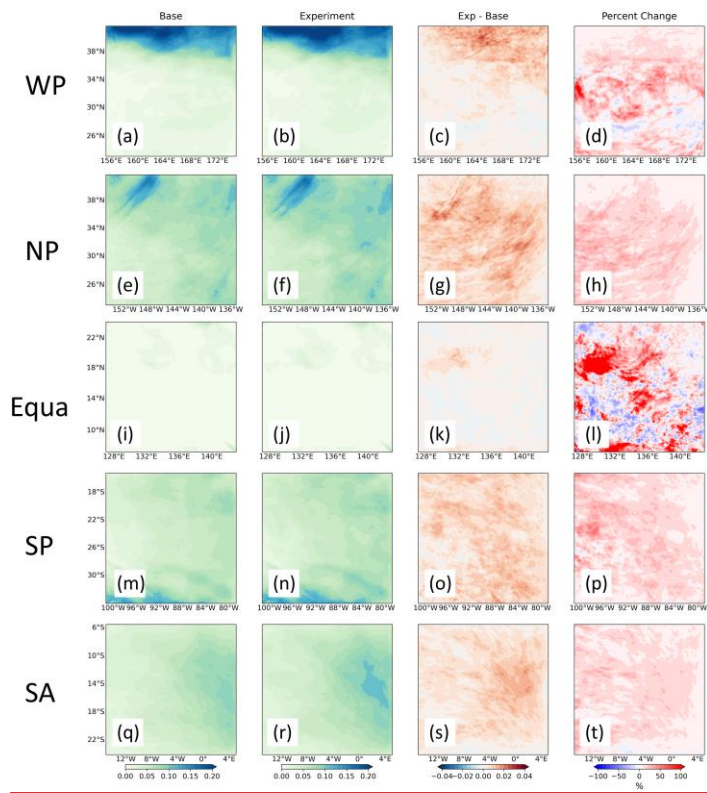 Base Experiment Exp - Base Percent Change
WP
38°N
34°N
30°N
26°N
(a) (b) (c) (d)
156°E 160°E 164°E 168°E 172°E 156°E 160°E 164°E 168°E 172°E 156°E 160°E 164°E 168°E 172°E 156°E 160°E 164°E 168°E 172°E
NP
38°N
34°N
30°N
26°N
(e) (f) (g) (h)
152°W 148°W 144°W 140°W 136°W 152°W 148°W 144°W 140°W 136°W 152°W 148°W 144°W 140°W 136°W 152°W 148°W 144°W 140°W 136°W
Equa
22°N
18°N
14°N
10°N
(i) (j) (k) (l)
128°E 132°E 136°E 140°E 128°E 132°E 136°E 140°E 128°E 132°E 136°E 140°E 128°E 132°E 136°E 140°E
SP
18°S
22°S
26°S
30°S
(m) (n) (o) (p)
100°W 96°W 92°W 88°W 84°W 80°W 100°W 96°W 92°W 88°W 84°W 80°W 100°W 96°W 92°W 88°W 84°W 80°W 100°W 96°W 92°W 88°W 84°W 80°W
SA
6°S
10°S
14°S
18°S
22°S
(q) (r) (s) (t)
12°W 8°W 4°W 0° 4°E 12°W 8°W 4°W 0° 4°E 12°W 8°W 4°W 0° 4°E 12°W 8°W 4°W 0° 4°E
0.00 0.05 0.10 0.15 0.20 0.00 0.05 0.10 0.15 0.20 −0.04 −0.02 0.00 0.02 0.04 −100 −50 0 50 100
%